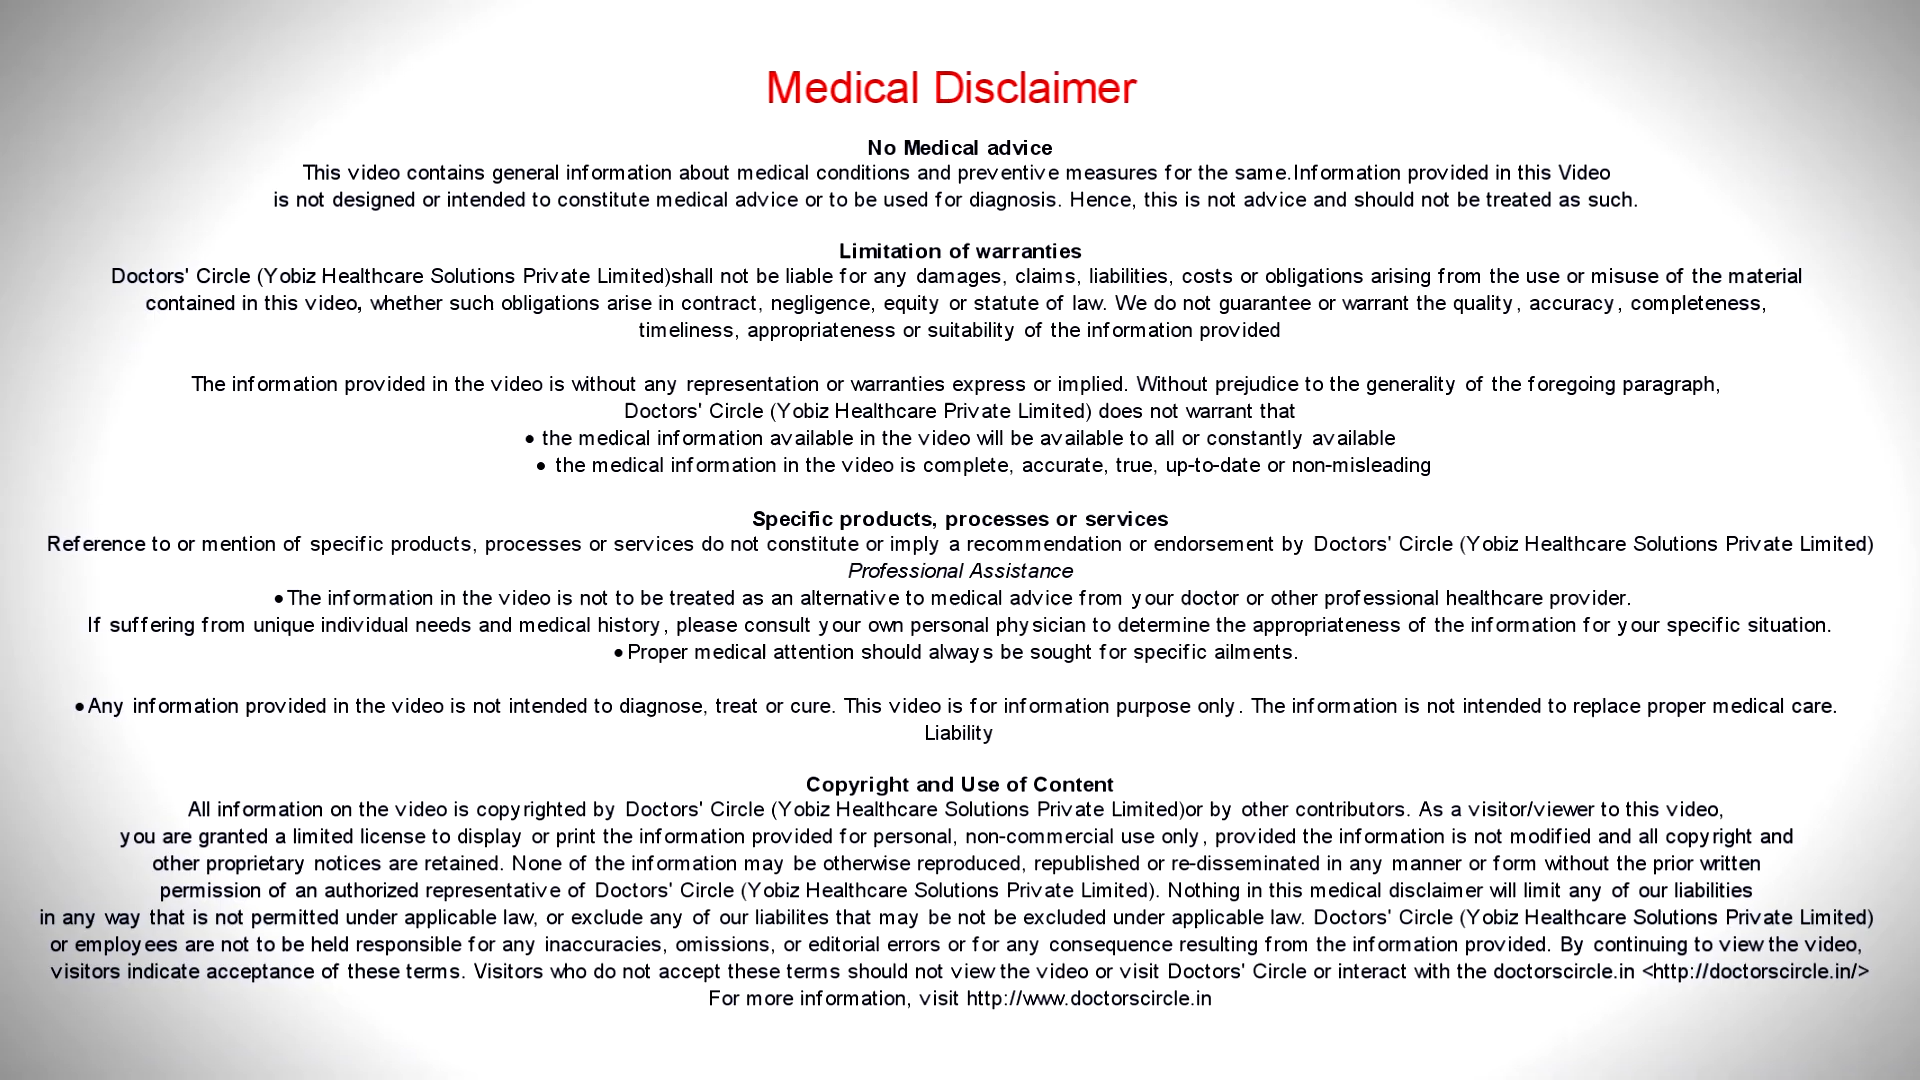 Medical Disclaimer
No Medical advice
This video contains general information about medical conditions and preventive measures for the same.Information provided in this Video
is not designed or intended to constitute medical advice or to be used for diagnosis. Hence, this is not advice and should not be treated as such.
Limitation of warranties
Doctors' Circle (Yobiz Healthcare Solutions Private Limited)shall not be liable for any damages, claims, liabilities, costs or obligations arising from the use or misuse of the material
contained in this video, whether such obligations arise in contract, negligence, equity or statute of law. We do not guarantee or warrant the quality, accuracy, completeness,
timeliness, appropriateness or suitability of the information provided
The information provided in the video is without any representation or warranties express or implied. Without prejudice to the generality of the foregoing paragraph,
Doctors' Circle (Yobiz Healthcare Private Limited) does not warrant that
• the medical information available in the video will be available to all or constantly available
• the medical information in the video is complete, accurate, true, up-to-date or non-misleading
Specific products, processes or services
Reference to or mention of specific products, processes or services do not constitute or imply a recommendation or endorsement by Doctors' Circle (Yobiz Healthcare Solutions Private Limited)
Professional Assistance
•The information in the video is not to be treated as an alternative to medical advice from your doctor or other professional healthcare provider.
If suffering from unique individual needs and medical history, please consult your own personal physician to determine the appropriateness of the information for your specific situation.
•Proper medical attention should always be sought for specific ailments.
•Any information provided in the video is not intended to diagnose, treat or cure. This video is for information purpose only. The information is not intended to replace proper medical care.
Liability
Copyright and Use of Content
All information on the video is copyrighted by Doctors' Circle (Yobiz Healthcare Solutions Private Limited)or by other contributors. As a visitor/viewer to this video,
you are granted a limited license to display or print the information provided for personal, non-commercial use only, provided the information is not modified and all copyright and
other proprietary notices are retained. None of the information may be otherwise reproduced, republished or re-disseminated in any manner or form without the prior written
permission of an authorized representative of Doctors' Circle (Yobiz Healthcare Solutions Private Limited). Nothing in this medical disclaimer will limit any of our liabilities
in any way that is not permitted under applicable law, or exclude any of our liabilites that may be not be excluded under applicable law. Doctors' Circle (Yobiz Healthcare Solutions Private Limited)
or employees are not to be held responsible for any inaccuracies, omissions, or editorial errors or for any consequence resulting from the information provided. By continuing to view the video,
visitors indicate acceptance of these terms. Visitors who do not accept these terms should not view the video or visit Doctors' Circle or interact with the doctorscircle.in <http://doctorscircle.in/>
For more information, visit http://www.doctorscircle.in